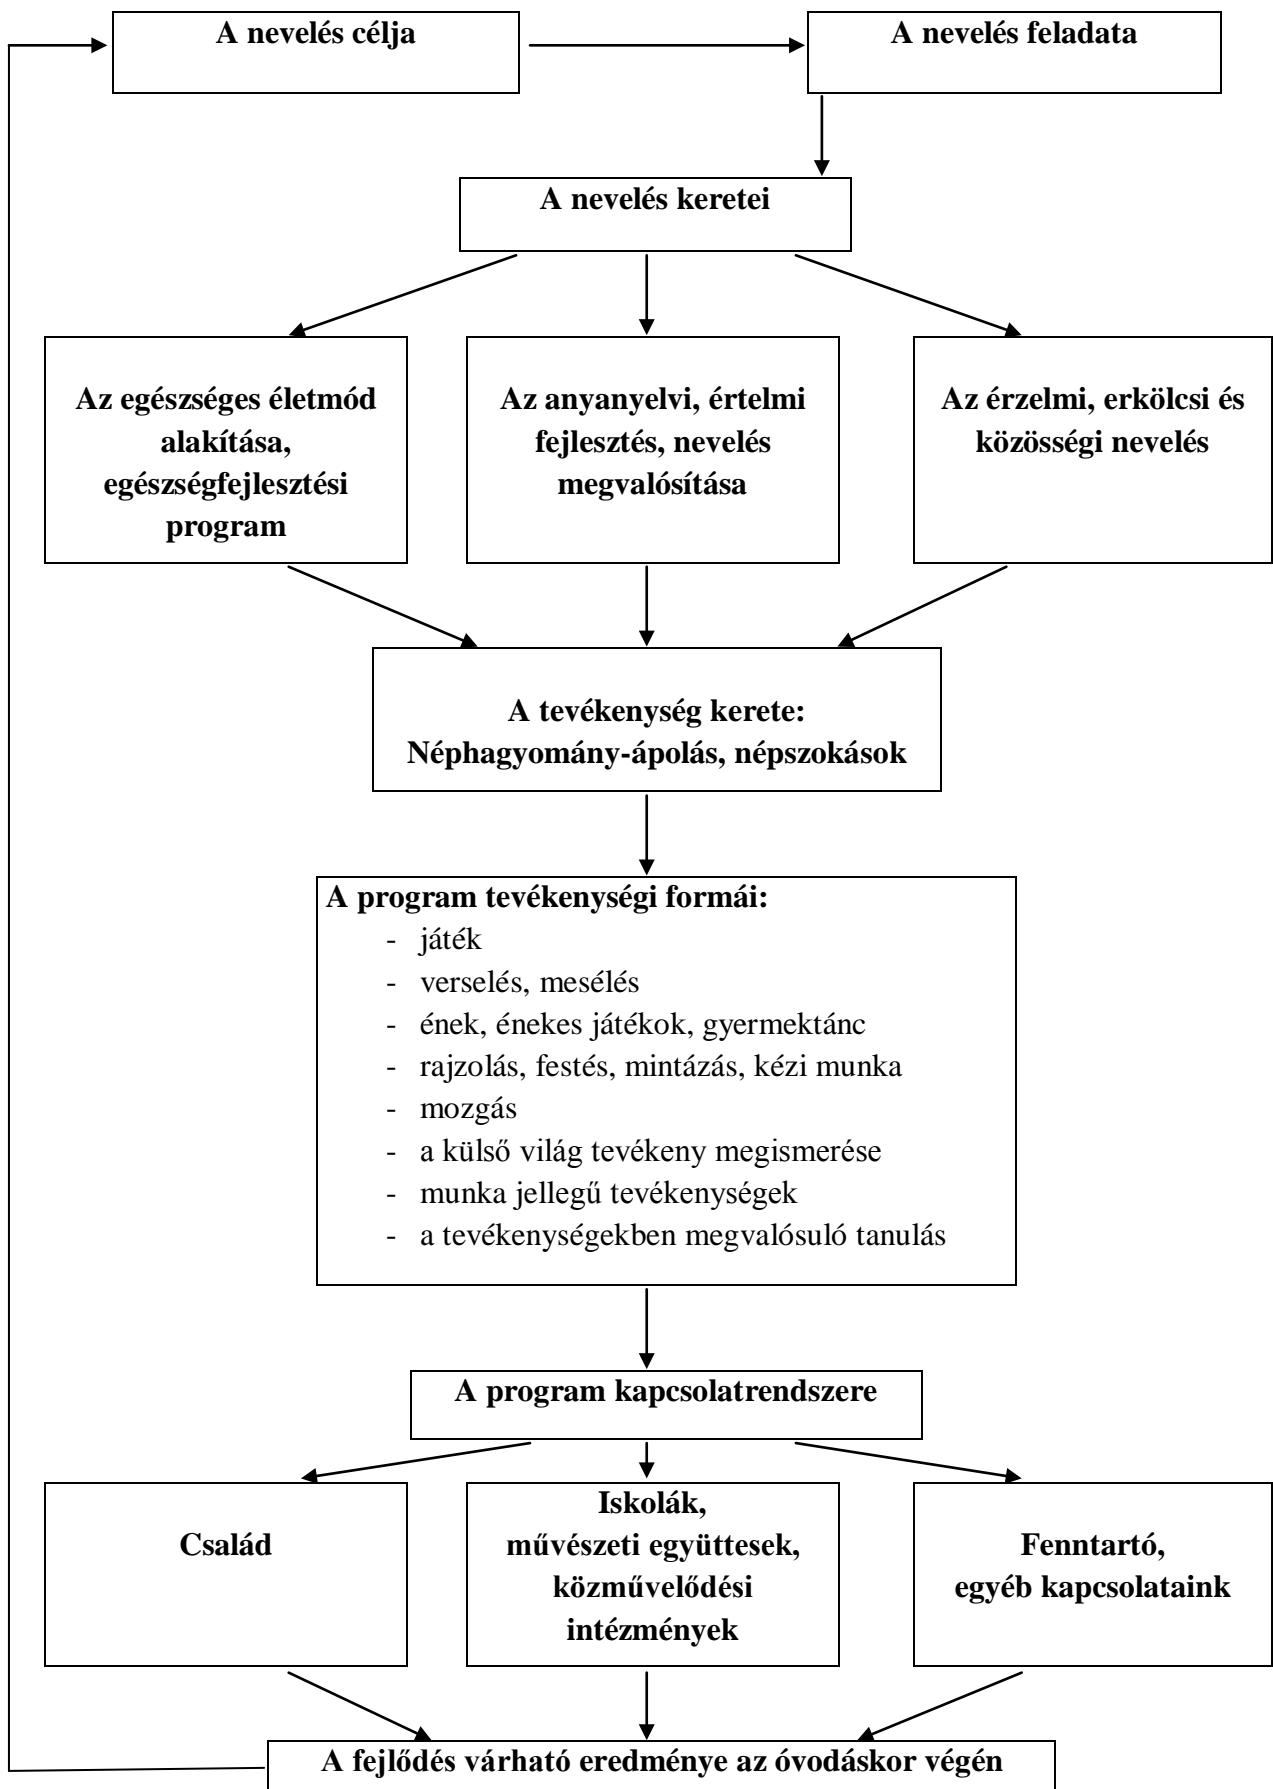 A nevelés célja
A nevelés feladata
A nevelés keretei
Az egészséges életmód
alakítása,
egészségfejlesztési
program
Az anyanyelvi, értelmi
fejlesztés, nevelés
megvalósítása
Az érzelmi, erkölcsi és
közösségi nevelés
A tevékenység kerete:
Néphagyomány-ápolás, népszokások
A program tevékenységi formái:
- játék
- verselés, mesélés
- ének, énekes játékok, gyermektánc
- rajzolás, festés, mintázás, kézi munka
- mozgás
- a külső világ tevékeny megismerése
- munka jellegű tevékenységek
- a tevékenységekben megvalósuló tanulás
A program kapcsolatrendszere
Család
Iskolák,
művészeti együttesek,
közművelődési
intézmények
Fenntartó,
egyéb kapcsolataink
A fejlődés várható eredménye az óvodáskor végén